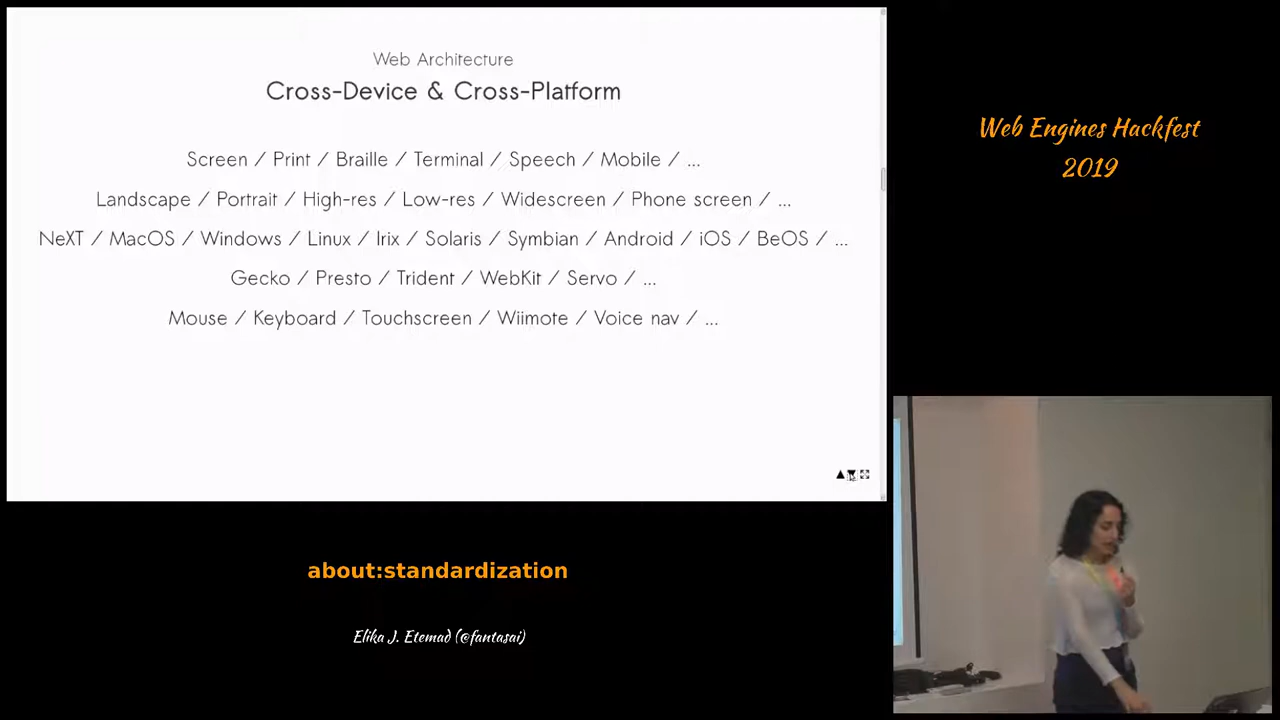 Web Architecture
Cross-Device & Cross-Platform
Screen / Print / Braille / Terminal / Speech / Mobile / ...
Landscape / Portrait / High-res / Low-res / Widescreen / Phone screen / ...
NeXT / MacOS / Windows / Linux / Irix / Solaris / Symbian / Android / iOS / BeOS / ...
Gecko / Presto / Trident / WebKit / Servo / ...
Mouse / Keyboard / Touchscreen / Wiimote / Voice nav / ...
Web Engines Hackfest
2019
about:standardization
Elika J. Etemad (@fantasai)